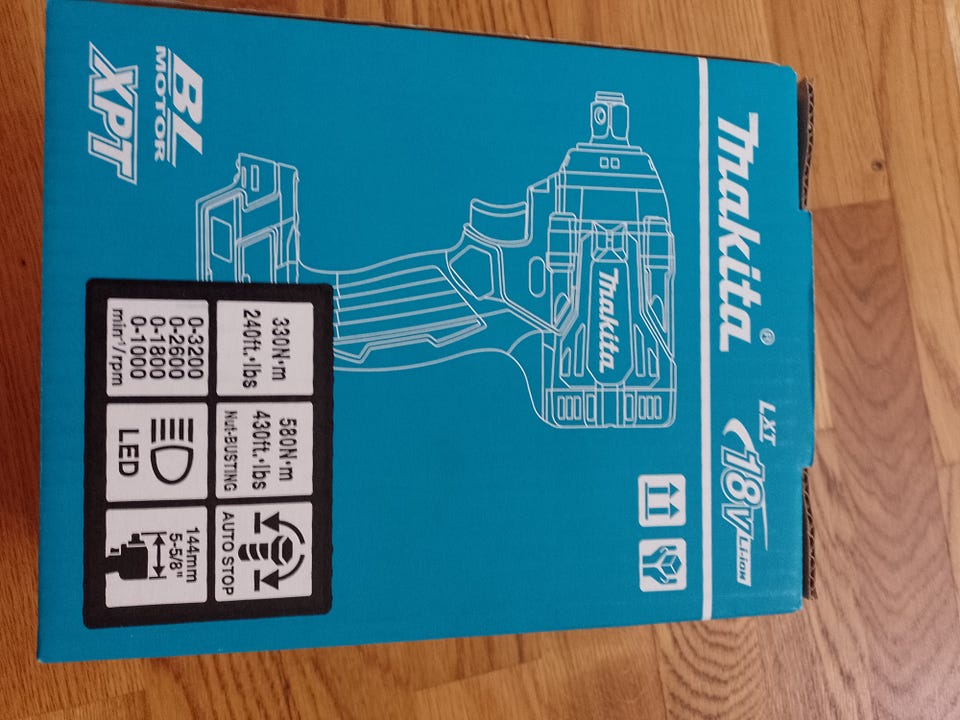 makita®
LXT
18V Li-ion
makita
BL
MOTOR
XPT
330N·m
240ft.·lbs
580N·m
430ft.·lbs
Nut-BUSTING
AUTO STOP
0-3200
0-2600
0-1800
0-1000
min⁻¹/rpm
LED
144mm
5-5/8"